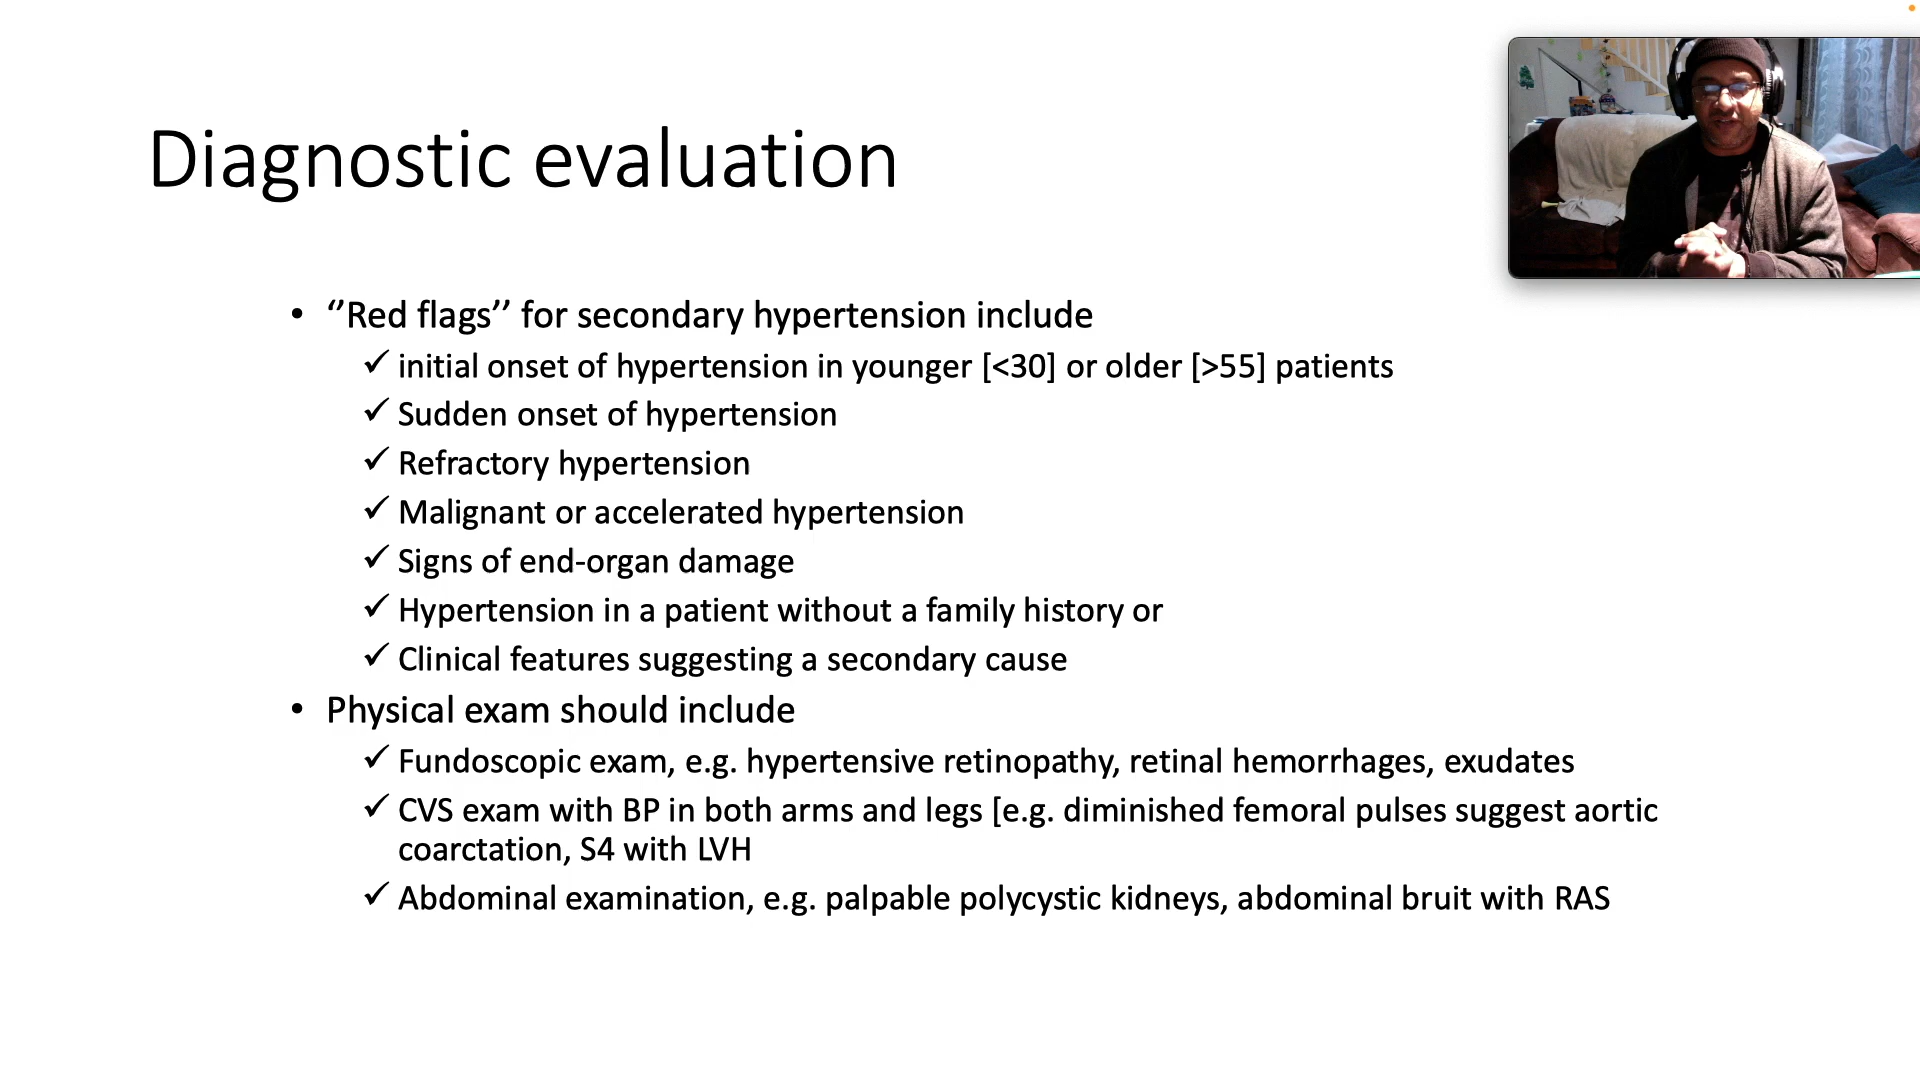 Diagnostic evaluation
• ‘’Red flags’’ for secondary hypertension include
✓ initial onset of hypertension in younger [<30] or older [>55] patients
✓ Sudden onset of hypertension
✓ Refractory hypertension
✓ Malignant or accelerated hypertension
✓ Signs of end-organ damage
✓ Hypertension in a patient without a family history or
✓ Clinical features suggesting a secondary cause
• Physical exam should include
✓ Fundoscopic exam, e.g. hypertensive retinopathy, retinal hemorrhages, exudates
✓ CVS exam with BP in both arms and legs [e.g. diminished femoral pulses suggest aortic
coarctation, S4 with LVH
✓ Abdominal examination, e.g. palpable polycystic kidneys, abdominal bruit with RAS